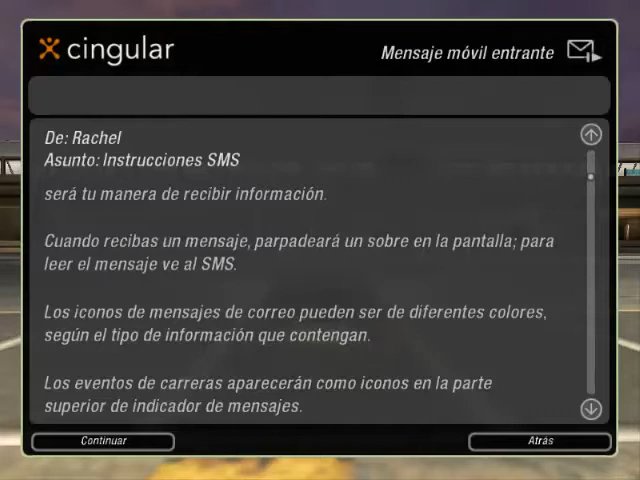 cingular
Mensaje móvil entrante
De: Rachel
Asunto: Instrucciones SMS
será tu manera de recibir información.
Cuando recibas un mensaje, parpadeará un sobre en la pantalla; para
leer el mensaje ve al SMS.
Los iconos de mensajes de correo pueden ser de diferentes colores,
según el tipo de información que contengan.
Los eventos de carreras aparecerán como iconos en la parte
superior de indicador de mensajes.
Continuar
Atrás